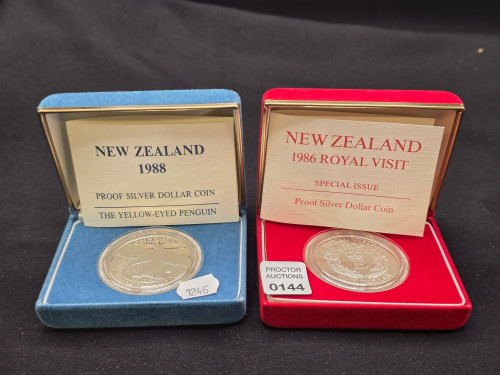 NEW ZEALAND
1988
PROOF SILVER DOLLAR COIN
THE YELLOW-EYED PENGUIN
1246
NEW ZEALAND
1986 ROYAL VISIT
SPECIAL ISSUE
Proof Silver Dollar Coin
PROCTOR
AUCTIONS
0144